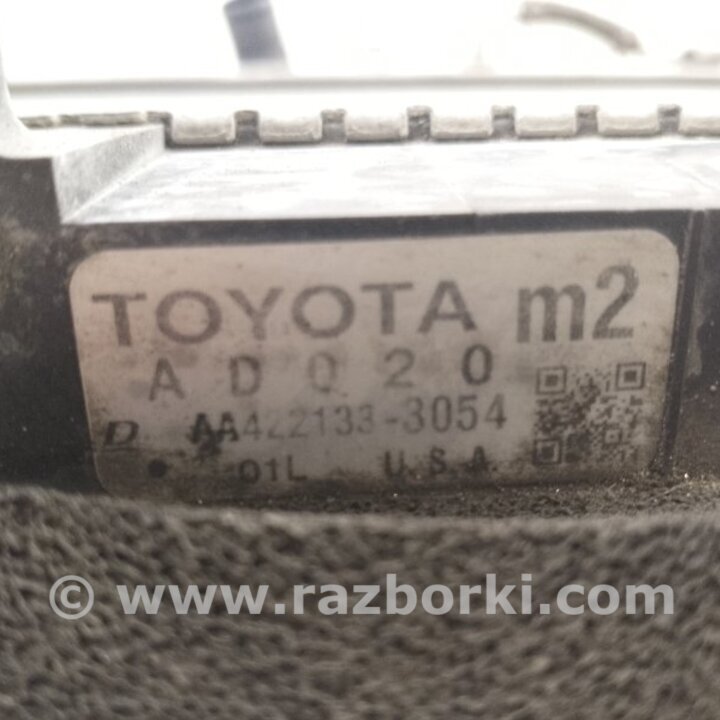 TOYOTA m2
AD020
D AA422133-3054
01L U.S.A
© www.razborki.com